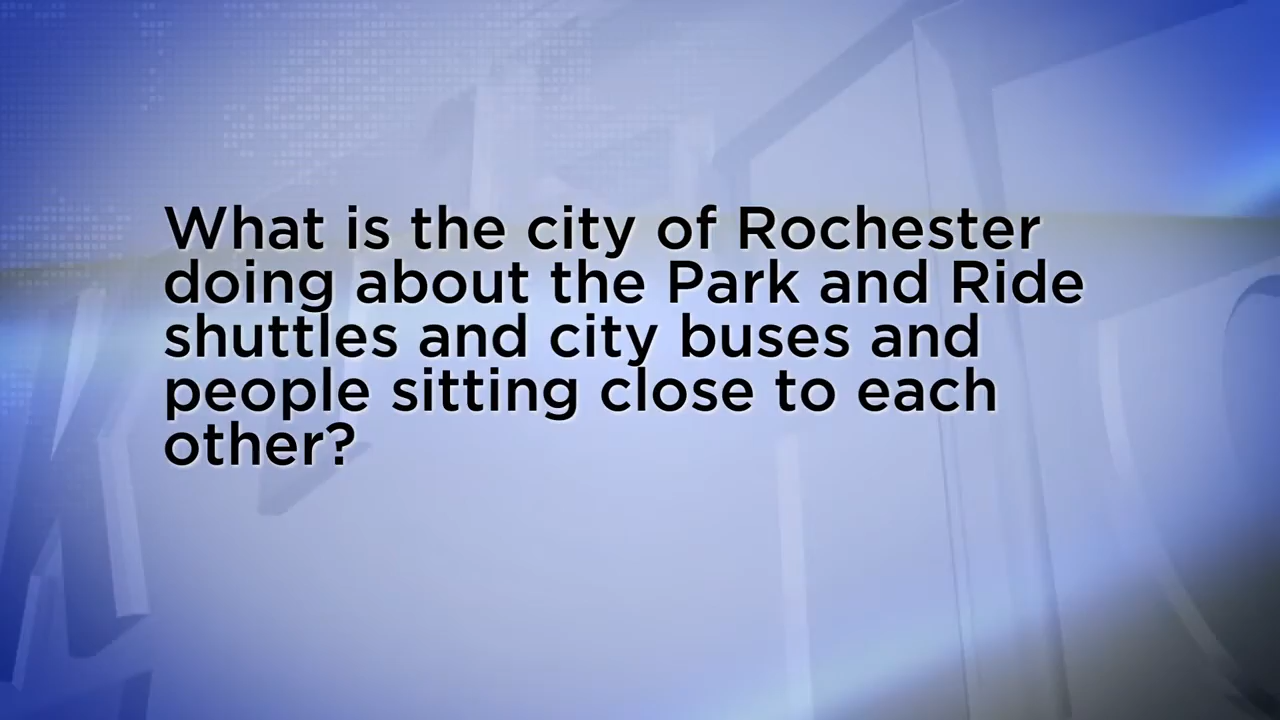 What is the city of Rochester
doing about the Park and Ride
shuttles and city buses and
people sitting close to each
other?